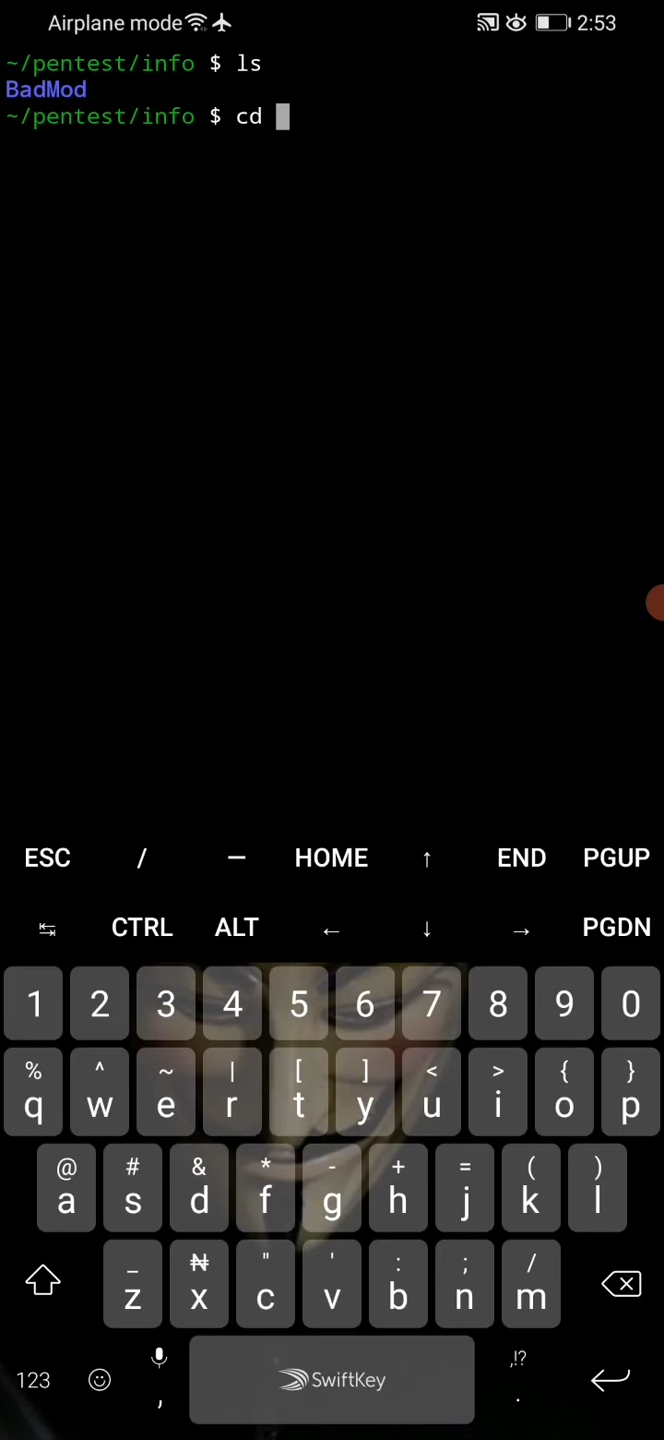 Airplane mode 2:53
~/pentest/info $ ls
BadMod
~/pentest/info $ cd
ESC / — HOME ↑ END PGUP
↹ CTRL ALT ← ↓ → PGDN
1 2 3 4 5 6 7 8 9 0
% ^ ~ | [ ] < > { }
q w e r t y u i o p
@ # & * - + = ( )
a s d f g h j k l
_ ₦ " ' : ; /
z x c v b n m
,!?
123 , SwiftKey .